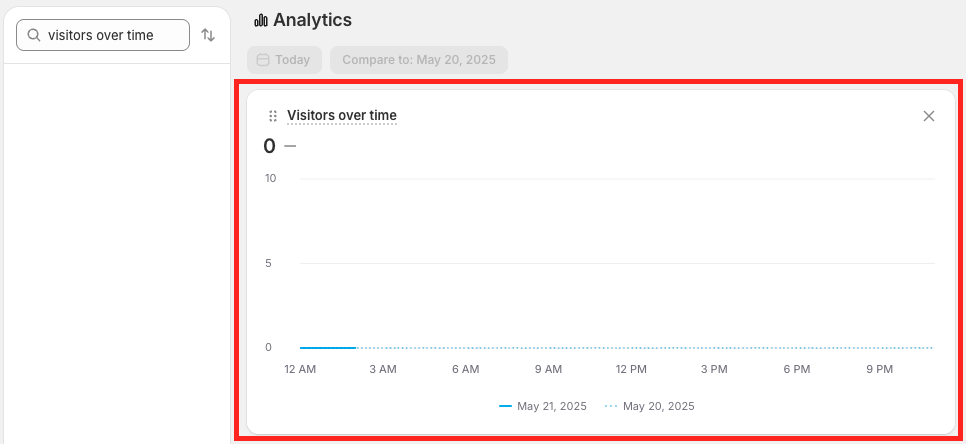 visitors over time
Analytics
Today
Compare to: May 20, 2025
Visitors over time
0 —
10
5
0
12 AM 3 AM 6 AM 9 AM 12 PM 3 PM 6 PM 9 PM
May 21, 2025 May 20, 2025